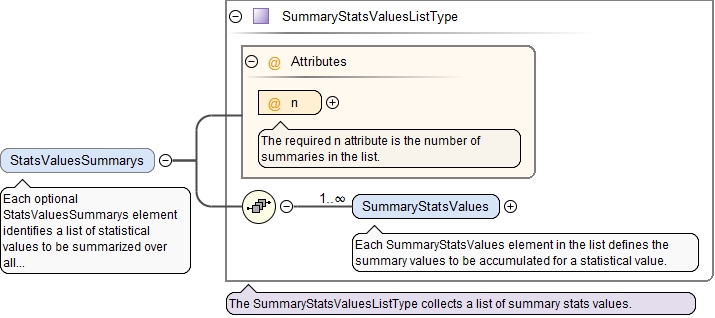 SummaryStatsValuesListType
@ Attributes
@ n
The required n attribute is the number of
summaries in the list.
StatsValuesSummarys
Each optional
StatsValuesSummarys element
identifies a list of statistical
values to be summarized over
all...
1..∞
SummaryStatsValues
Each SummaryStatsValues element in the list defines the
summary values to be accumulated for a statistical value.
The SummaryStatsValuesListType collects a list of summary stats values.